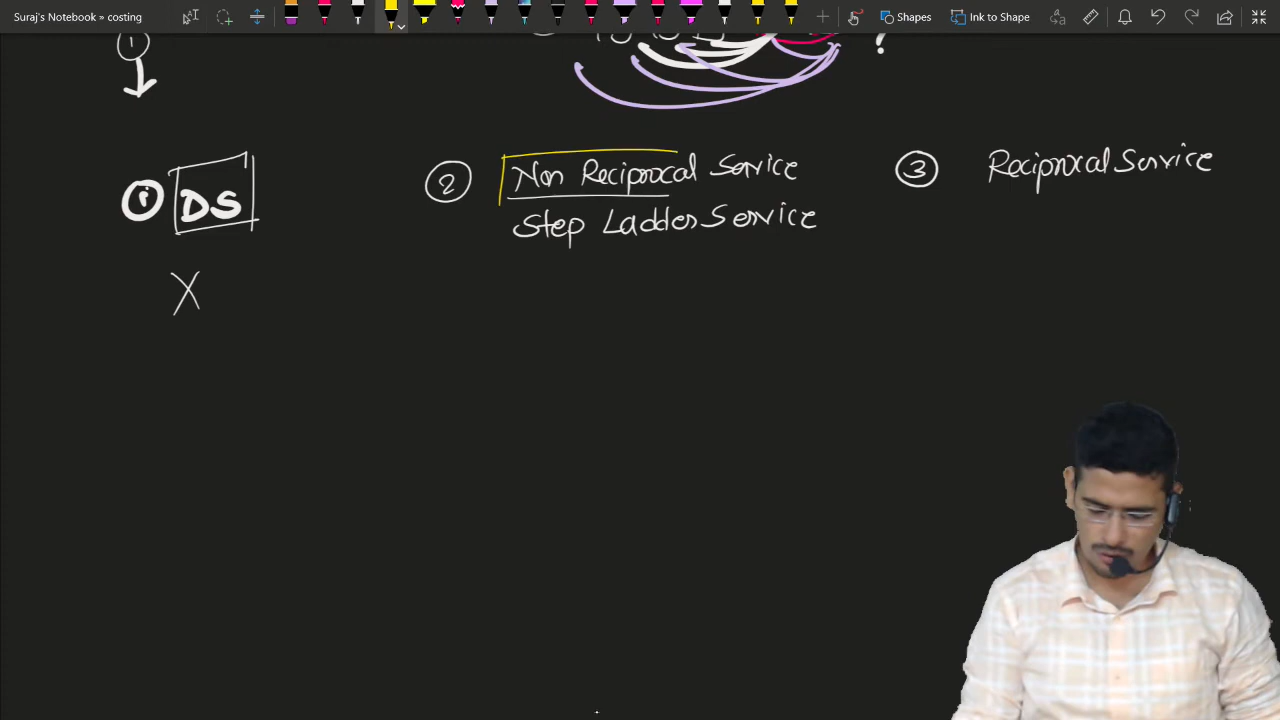 Suraj's Notebook » costing
Shapes
Ink to Shape
1
?
1 DS
2 Non Reciprocal Service
Step Ladder Service
3 Reciprocal Service
X